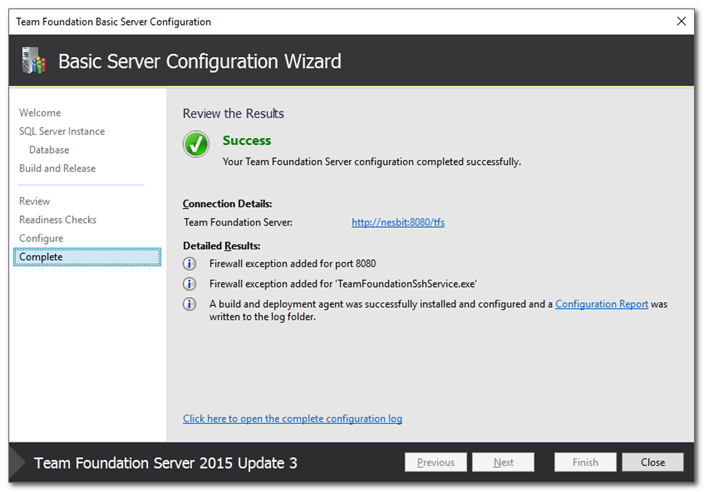 Team Foundation Basic Server Configuration
Basic Server Configuration Wizard
Welcome
SQL Server Instance
Database
Build and Release
Review
Readiness Checks
Configure
Complete
Review the Results
Success
Your Team Foundation Server configuration completed successfully.
Connection Details:
Team Foundation Server: http://nesbit:8080/tfs
Detailed Results:
Firewall exception added for port 8080
Firewall exception added for 'TeamFoundationSshService.exe'
A build and deployment agent was successfully installed and configured and a Configuration Report was
written to the log folder.
Click here to open the complete configuration log
Team Foundation Server 2015 Update 3
Previous Next Finish Close